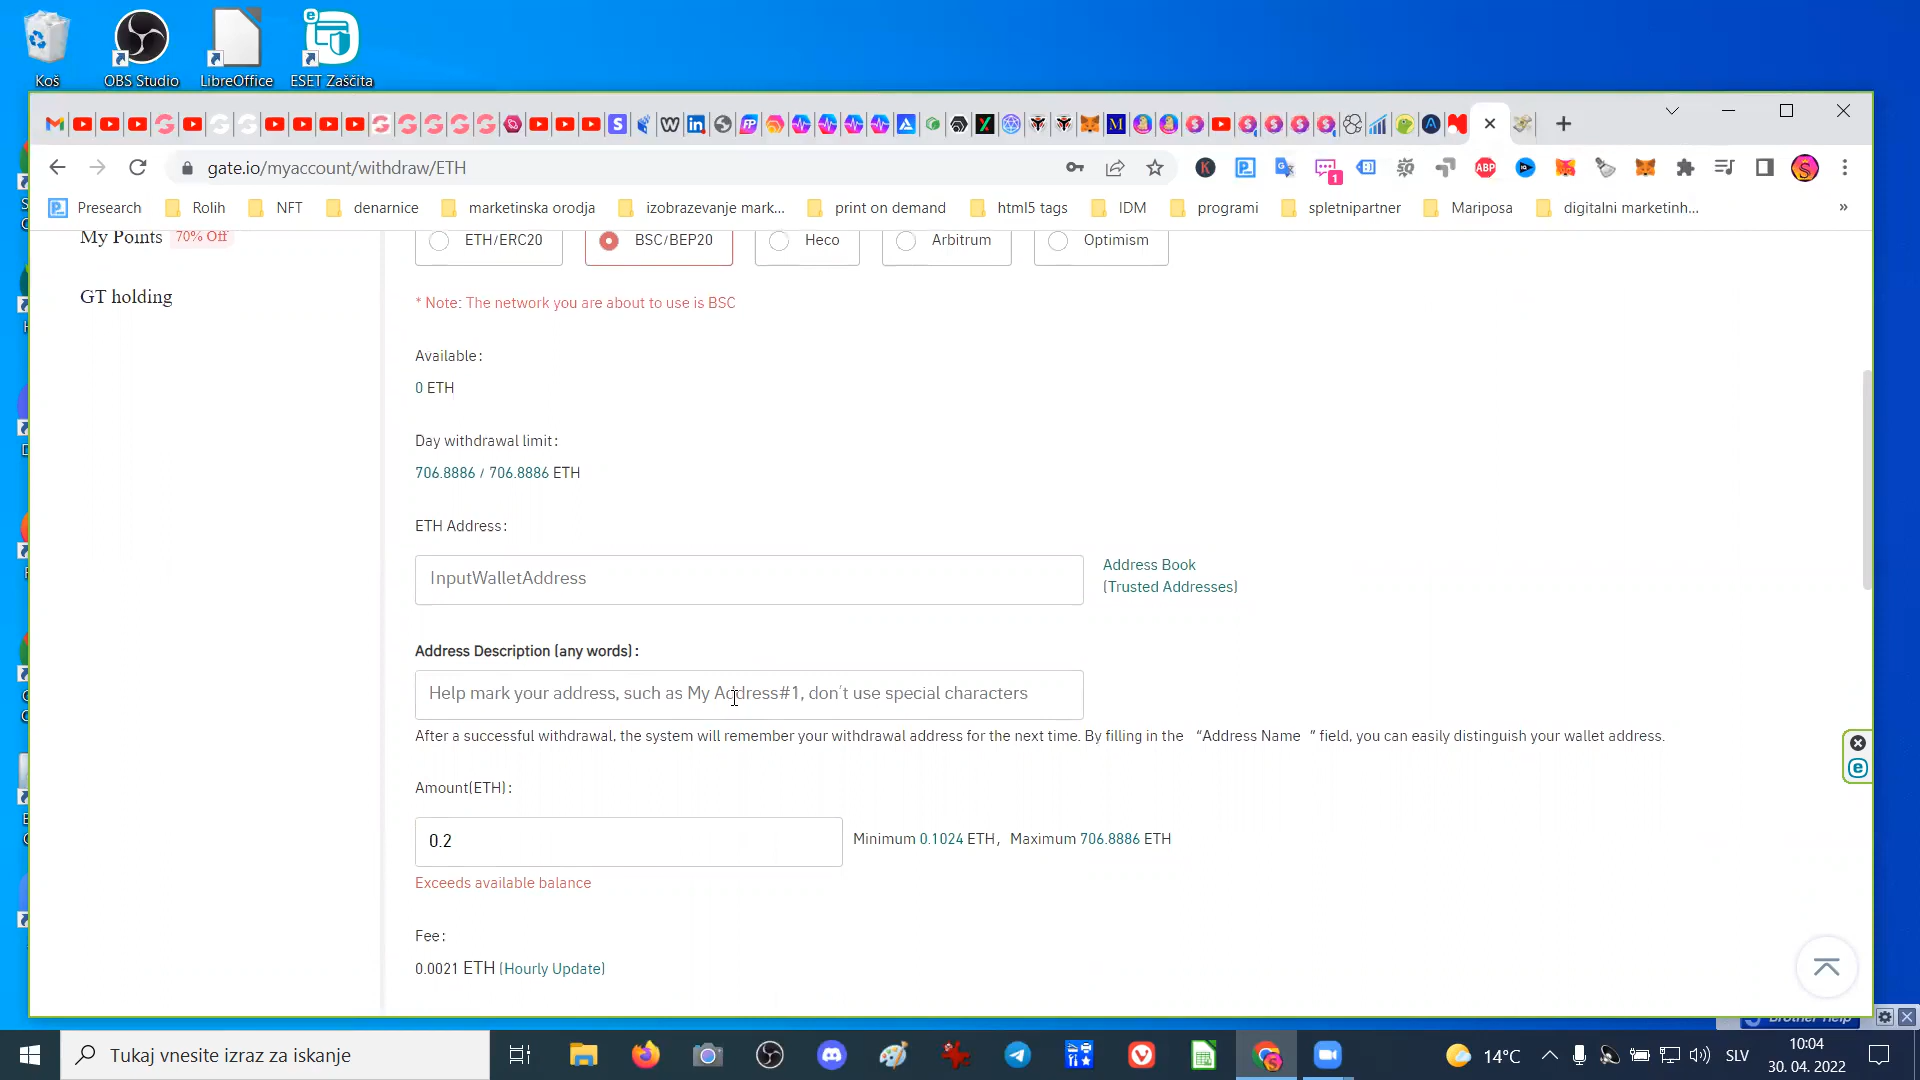 Koš
OBS Studio
LibreOffice
ESET Zaščita
gate.io/myaccount/withdraw/ETH
Presearch
Rolih
NFT
denarnice
marketinska orodja
izobrazevanje mark...
print on demand
html5 tags
IDM
programi
spletnipartner
Mariposa
digitalni marketinh...
»
My Points 70% Off
GT holding
ETH/ERC20
BSC/BEP20
Heco
Arbitrum
Optimism
* Note: The network you are about to use is BSC
Available:
0 ETH
Day withdrawal limit:
706.8886 / 706.8886 ETH
ETH Address:
InputWalletAddress
Address Book
(Trusted Addresses)
Address Description (any words):
Help mark your address, such as My Address#1, don't use special characters
After a successful withdrawal, the system will remember your withdrawal address for the next time. By filling in the “Address Name ” field, you can easily distinguish your wallet address.
Amount(ETH):
0.2
Minimum 0.1024 ETH, Maximum 706.8886 ETH
Exceeds available balance
Fee:
0.0021 ETH (Hourly Update)
Tukaj vnesite izraz za iskanje
14°C
SLV
10:04
30. 04. 2022